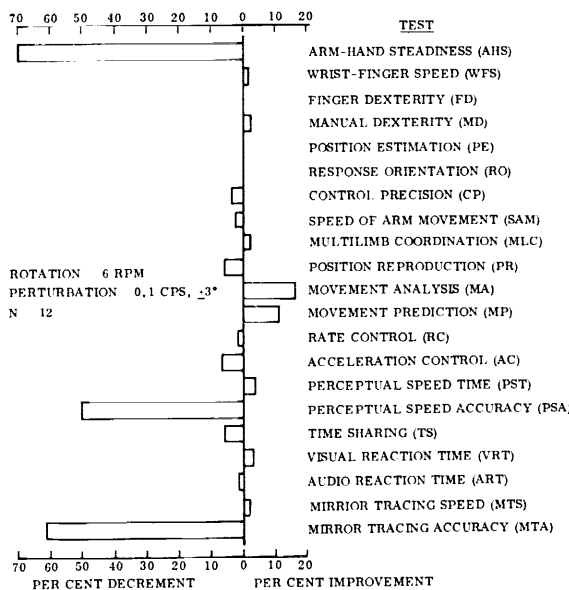 70 60 50 40 30 20 10 0 10 20
TEST
ARM-HAND STEADINESS (AHS)
WRIST-FINGER SPEED (WFS)
FINGER DEXTERITY (FD)
MANUAL DEXTERITY (MD)
POSITION ESTIMATION (PE)
RESPONSE ORIENTATION (RO)
CONTROL PRECISION (CP)
SPEED OF ARM MOVEMENT (SAM)
MULTILIMB COORDINATION (MLC)
POSITION REPRODUCTION (PR)
MOVEMENT ANALYSIS (MA)
MOVEMENT PREDICTION (MP)
RATE CONTROL (RC)
ACCELERATION CONTROL (AC)
PERCEPTUAL SPEED TIME (PST)
PERCEPTUAL SPEED ACCURACY (PSA)
TIME SHARING (TS)
VISUAL REACTION TIME (VRT)
AUDIO REACTION TIME (ART)
MIRRIOR TRACING SPEED (MTS)
MIRROR TRACING ACCURACY (MTA)
ROTATION 6 RPM
PERTURBATION 0.1 CPS, ±3°
N 12
70 60 50 40 30 20 10 0 10 20
PER CENT DECREMENT PER CENT IMPROVEMENT